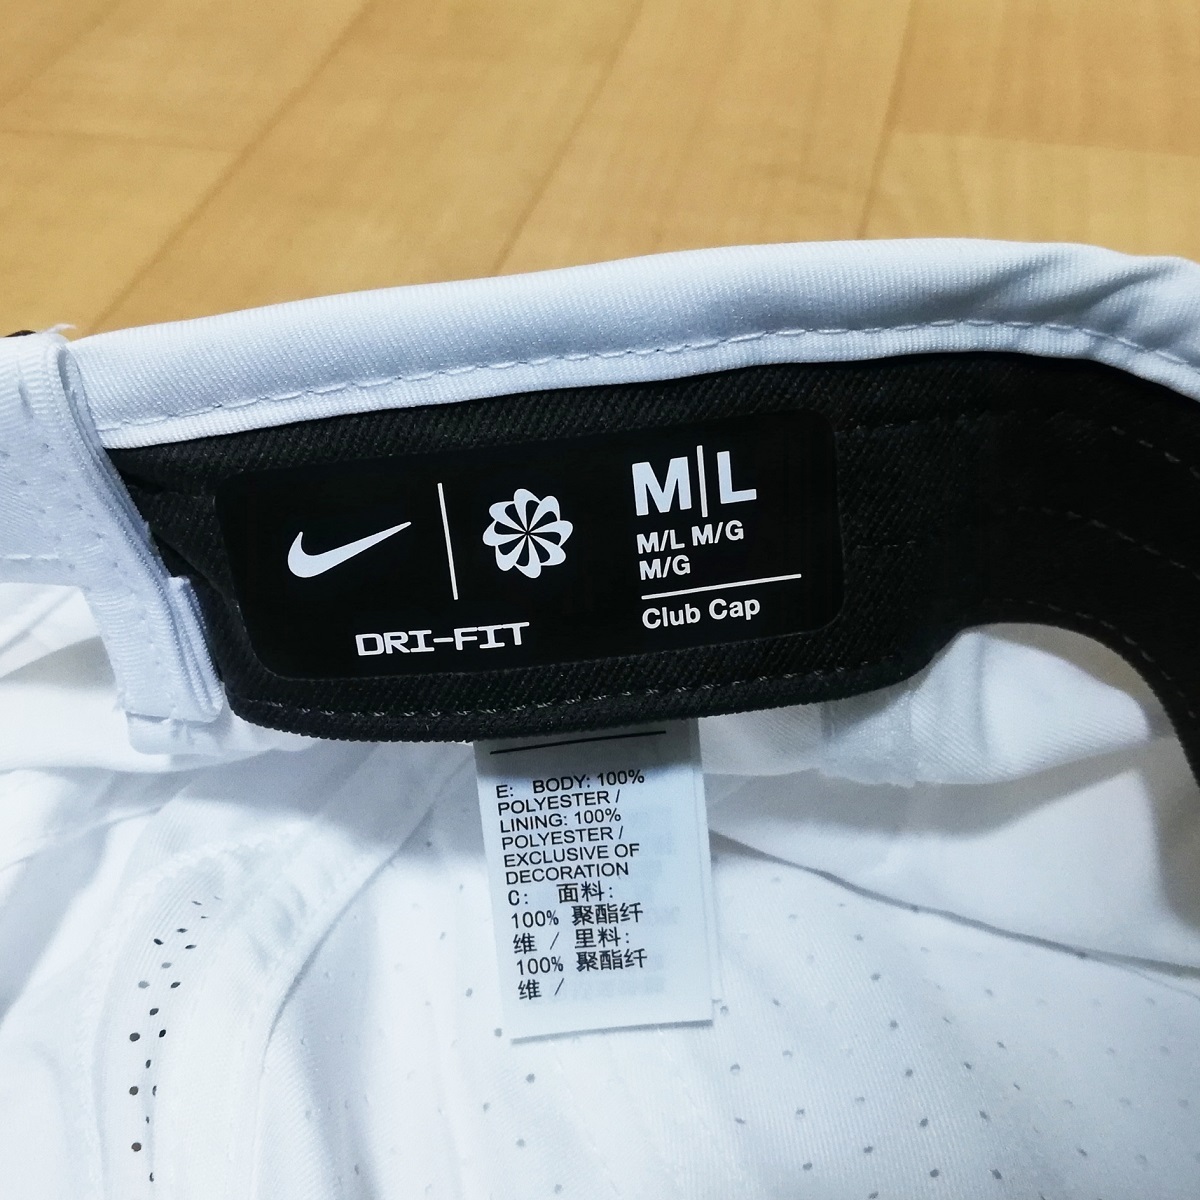 M|L
M/L M/G
M/G
Club Cap
DRI-FIT
E: BODY: 100%
POLYESTER /
LINING: 100%
POLYESTER /
EXCLUSIVE OF
DECORATION
C: 面料:
100% 聚酯纤
维 / 里料:
100% 聚酯纤
维 /